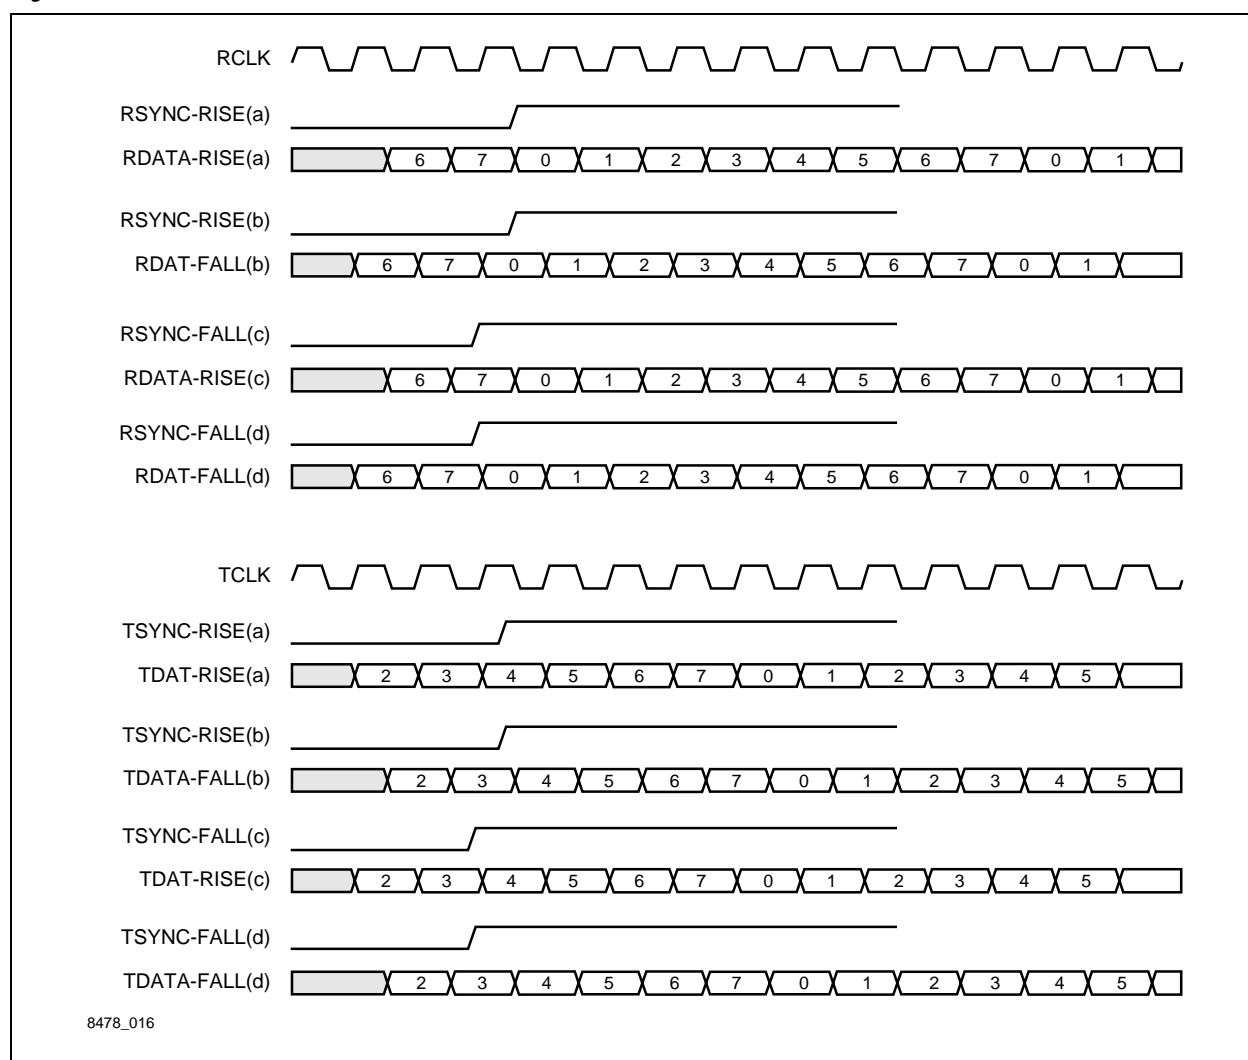 RCLK
RSYNC-RISE(a)
RDATA-RISE(a) 6 7 0 1 2 3 4 5 6 7 0 1
RSYNC-RISE(b)
RDAT-FALL(b) 6 7 0 1 2 3 4 5 6 7 0 1
RSYNC-FALL(c)
RDATA-RISE(c) 6 7 0 1 2 3 4 5 6 7 0 1
RSYNC-FALL(d)
RDAT-FALL(d) 6 7 0 1 2 3 4 5 6 7 0 1
TCLK
TSYNC-RISE(a)
TDAT-RISE(a) 2 3 4 5 6 7 0 1 2 3 4 5
TSYNC-RISE(b)
TDATA-FALL(b) 2 3 4 5 6 7 0 1 2 3 4 5
TSYNC-FALL(c)
TDAT-RISE(c) 2 3 4 5 6 7 0 1 2 3 4 5
TSYNC-FALL(d)
TDATA-FALL(d) 2 3 4 5 6 7 0 1 2 3 4 5
8478_016